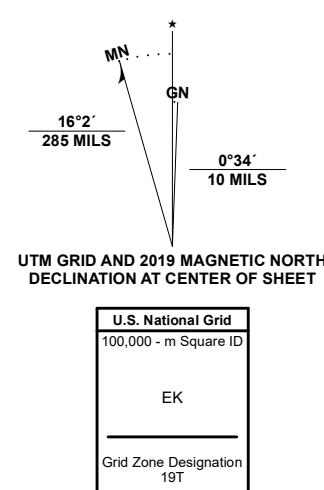 ★
MN
GN
16°2´
285 MILS
0°34´
10 MILS
UTM GRID AND 2019 MAGNETIC NORTH
DECLINATION AT CENTER OF SHEET
U.S. National Grid
100,000 - m Square ID
EK
Grid Zone Designation
19T